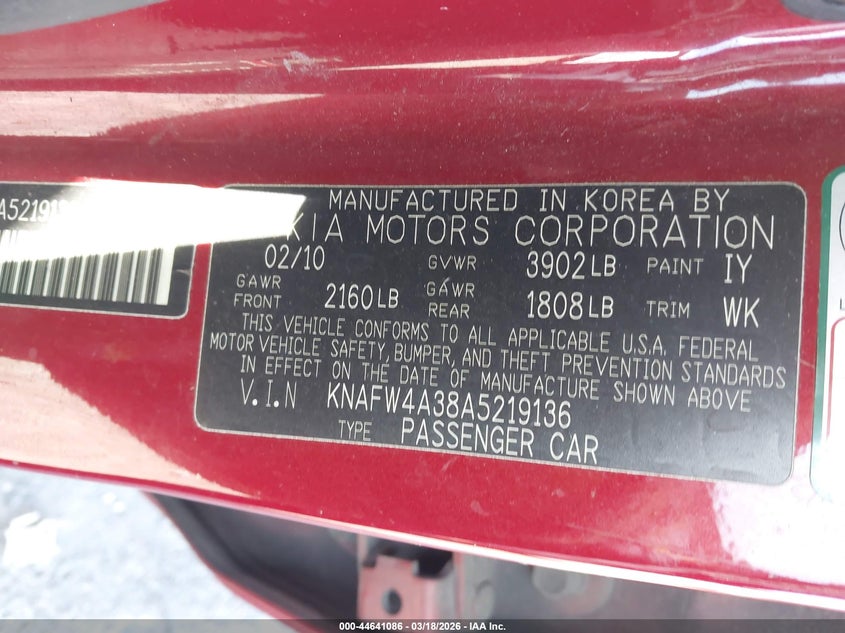 A52191
MANUFACTURED IN KOREA BY
KIA MOTORS CORPORATION
02/10 GVWR 3902LB PAINT IY
GAWR FRONT 2160LB GAWR REAR 1808LB TRIM WK
THIS VEHICLE CONFORMS TO ALL APPLICABLE U.S.A. FEDERAL
MOTOR VEHICLE SAFETY, BUMPER, AND THEFT PREVENTION STANDARDS
IN EFFECT ON THE DATE OF MANUFACTURE SHOWN ABOVE
V.I.N KNAFW4A38A5219136
TYPE PASSENGER CAR
000-44641086 - 03/18/2026 - IAA Inc.